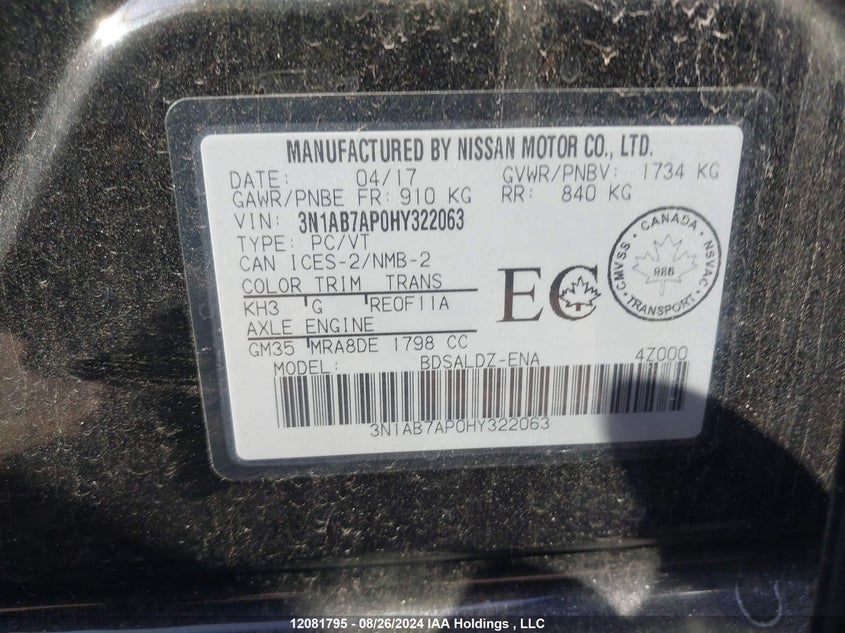 MANUFACTURED BY NISSAN MOTOR CO., LTD.
DATE: 04/17 GVWR/PNBV: 1734 KG
GAWR/PNBE FR: 910 KG RR: 840 KG
VIN: 3N1AB7AP0HY322063
TYPE: PC/VT
CAN ICES-2/NMB-2
COLOR TRIM TRANS
KH3 G RE0F11A
AXLE ENGINE
GM35 MRA8DE 1798 CC
MODEL: BDSALDZ-ENA 4Z000
3N1AB7AP0HY322063
EC
CANADA
CMVSS
NSVAC
986
TRANSPORT
12081795 - 08/26/2024 IAA Holdings , LLC